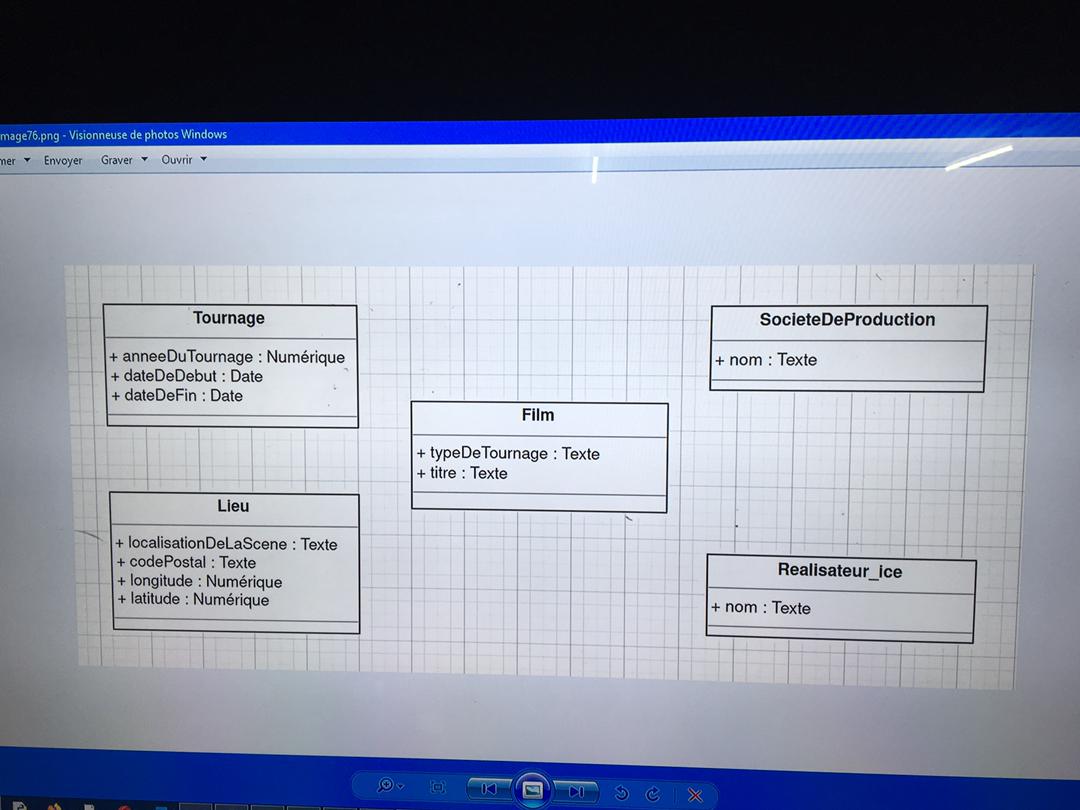 mage76.png - Visionneuse de photos Windows
mer Envoyer Graver Ouvrir
Tournage
+ anneeDuTournage : Numérique
+ dateDeDebut : Date
+ dateDeFin : Date
SocieteDeProduction
+ nom : Texte
Film
+ typeDeTournage : Texte
+ titre : Texte
Lieu
+ localisationDeLaScene : Texte
+ codePostal : Texte
+ longitude : Numérique
+ latitude : Numérique
Realisateur_ice
+ nom : Texte